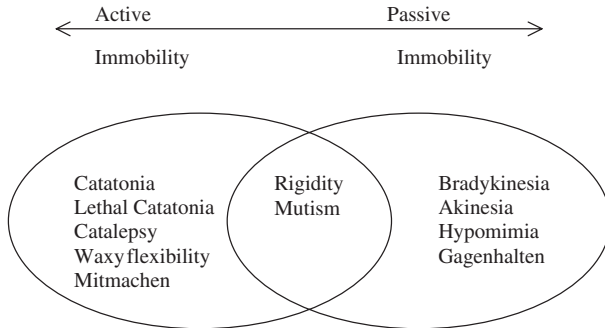 Active Passive
Immobility Immobility
Catatonia
Lethal Catatonia
Catalepsy
Waxy flexibility
Mitmachen
Rigidity
Mutism
Bradykinesia
Akinesia
Hypomimia
Gagenhalten